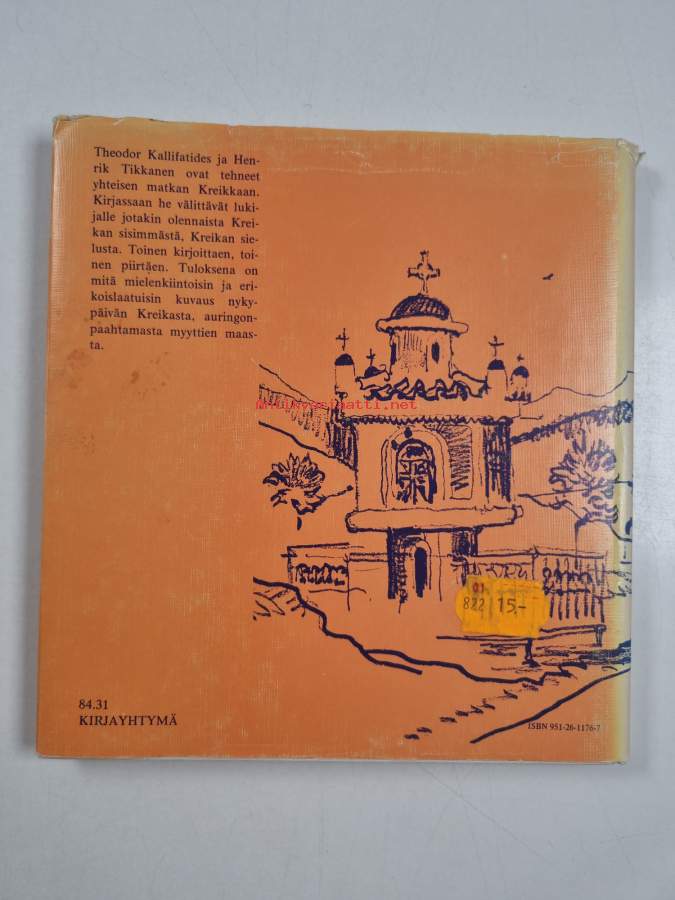 Theodor Kallifatides ja Hen-
rik Tikkanen ovat tehneet
yhteisen matkan Kreikkaan.
Kirjassaan he välittävät luki-
jalle jotakin olennaista Krei-
kan sisimmästä, Kreikan sie-
lusta. Toinen kirjoittaen, toi-
nen piirtäen. Tuloksena on
mitä mielenkiintoisin ja eri-
koislaatuisin kuvaus nyky-
päivän Kreikasta, auringon-
paahtamasta myyttien maas-
ta.
Antikvariaatti.net
01
822 15,-
84.31
KIRJAYHTYMÄ
ISBN 951-26-1176-7